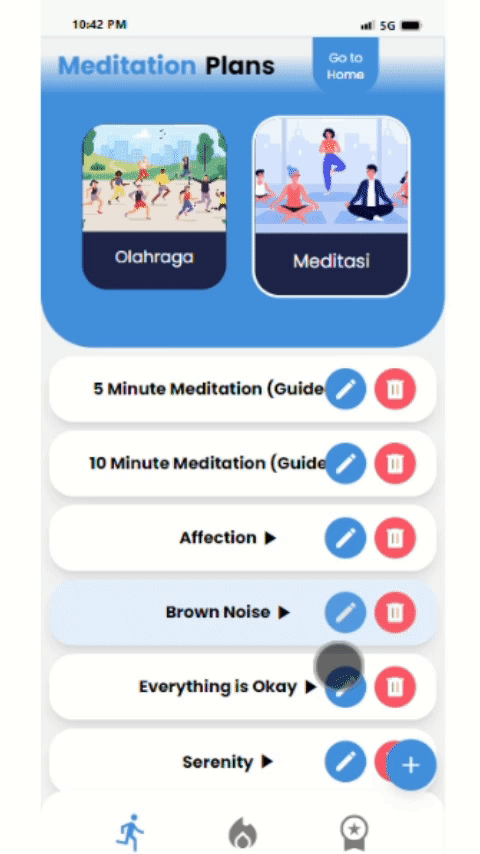 10:42 PM
5G
Meditation Plans
Go to
Home
Olahraga
Meditasi
5 Minute Meditation (Guide
10 Minute Meditation (Guide
Affection ▶
Brown Noise ▶
Everything is Okay ▶
Serenity ▶
+